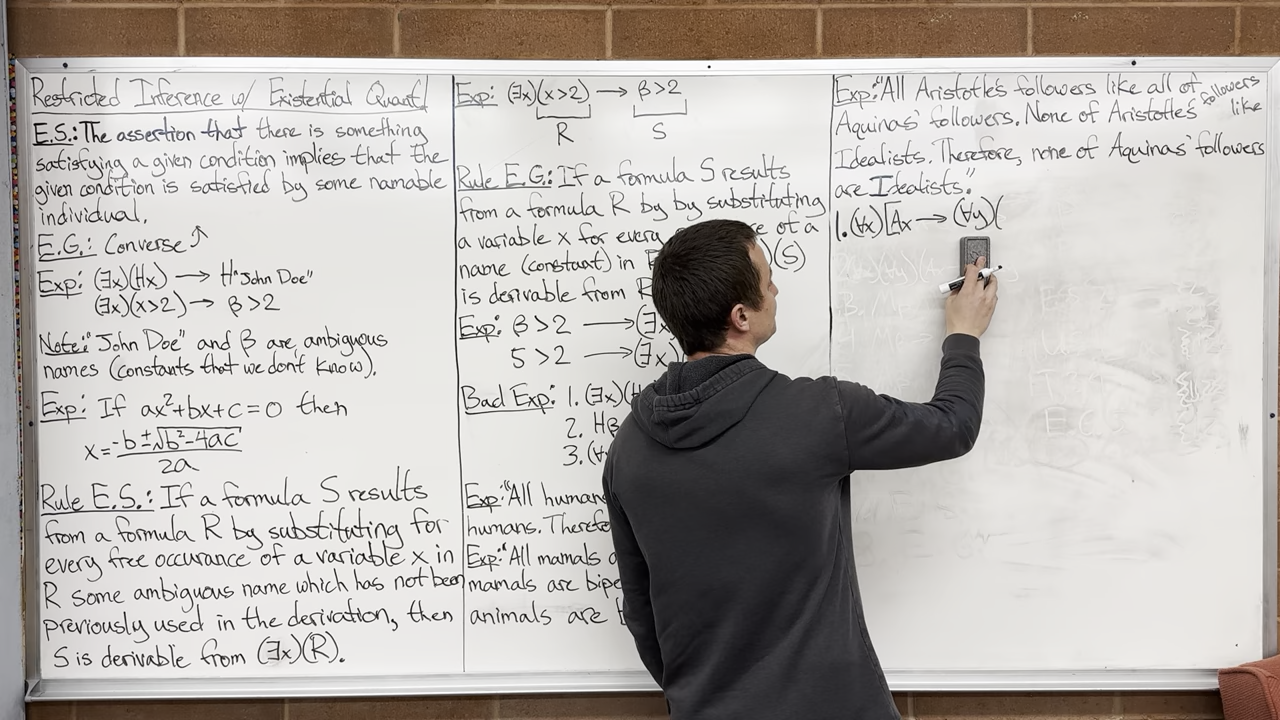 Restricted Inference w/ Existential Quant.
E.S.: The assertion that there is something
satisfying a given condition implies that the
given condition is satisfied by some namable
individual.
E.G.: Converse ↑
Exp: (∃x)(Hx) → H"John Doe"
(∃x)(x>2) → β>2
Note: "John Doe" and β are ambiguous
names (constants that we don't know).
Exp: If ax²+bx+c=0 then
x = -b±√b²-4ac
2a
Rule E.S.: If a formula S results
from a formula R by substituting for
every free occurance of a variable x in
R some ambiguous name which has not been
previously used in the derivation, then
S is derivable from (∃x)(R).
Exp: (∃x)(x>2) → β>2
R S
Rule E.G.: If a formula S results
from a formula R by by substituting
a variable x for every of a
name (constant) in )(S)
is derivable from R
Exp: β>2 → (∃x)
5>2 → (∃x)
Bad Exp: 1. (∃x)(H
2. Hβ
3. (∀
Exp: "All humans
humans. Therefo
Exp: "All mamals
mamals are bipe
animals are
Exp: "All Aristotle's followers like all of
Aquinas' followers. None of Aristotle's followers like
Idealists. Therefore, none of Aquinas' followers
are Idealists."
1. (∀x)[Ax → (∀y)(